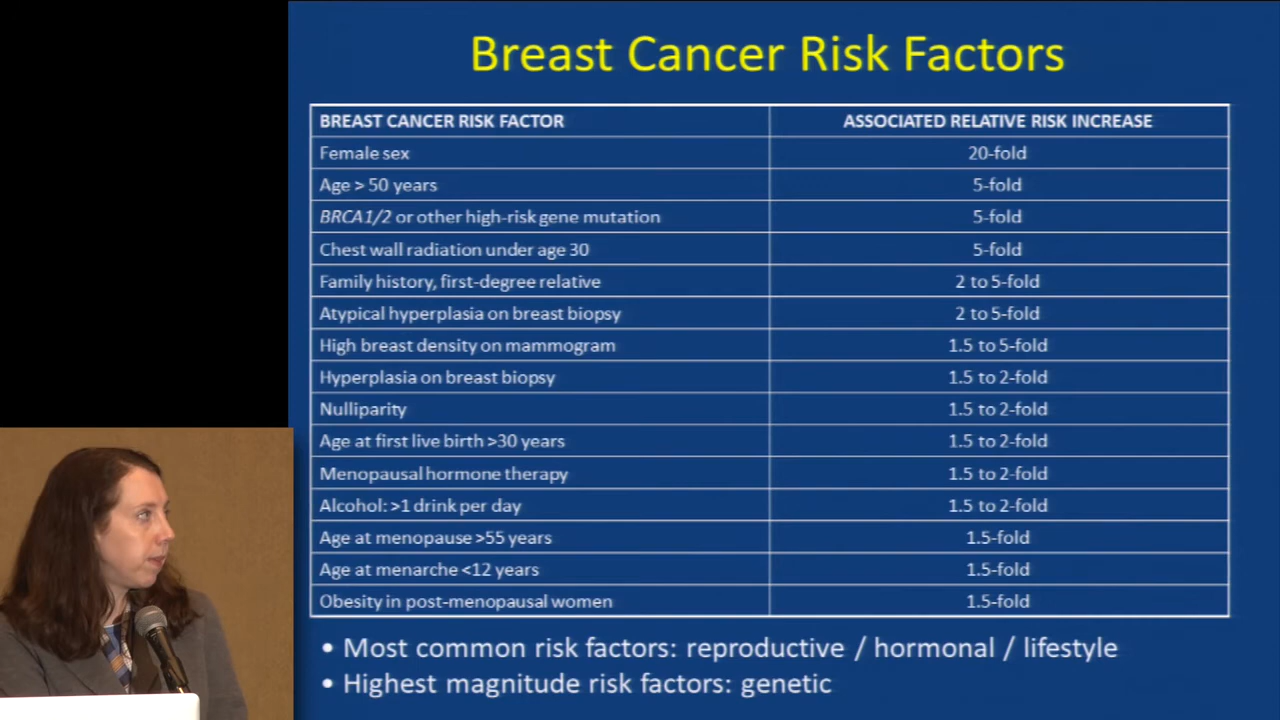 Breast Cancer Risk Factors
BREAST CANCER RISK FACTOR ASSOCIATED RELATIVE RISK INCREASE
Female sex 20-fold
Age > 50 years 5-fold
BRCA1/2 or other high-risk gene mutation 5-fold
Chest wall radiation under age 30 5-fold
Family history, first-degree relative 2 to 5-fold
Atypical hyperplasia on breast biopsy 2 to 5-fold
High breast density on mammogram 1.5 to 5-fold
Hyperplasia on breast biopsy 1.5 to 2-fold
Nulliparity 1.5 to 2-fold
Age at first live birth >30 years 1.5 to 2-fold
Menopausal hormone therapy 1.5 to 2-fold
Alcohol: >1 drink per day 1.5 to 2-fold
Age at menopause >55 years 1.5-fold
Age at menarche <12 years 1.5-fold
Obesity in post-menopausal women 1.5-fold
• Most common risk factors: reproductive / hormonal / lifestyle
• Highest magnitude risk factors: genetic